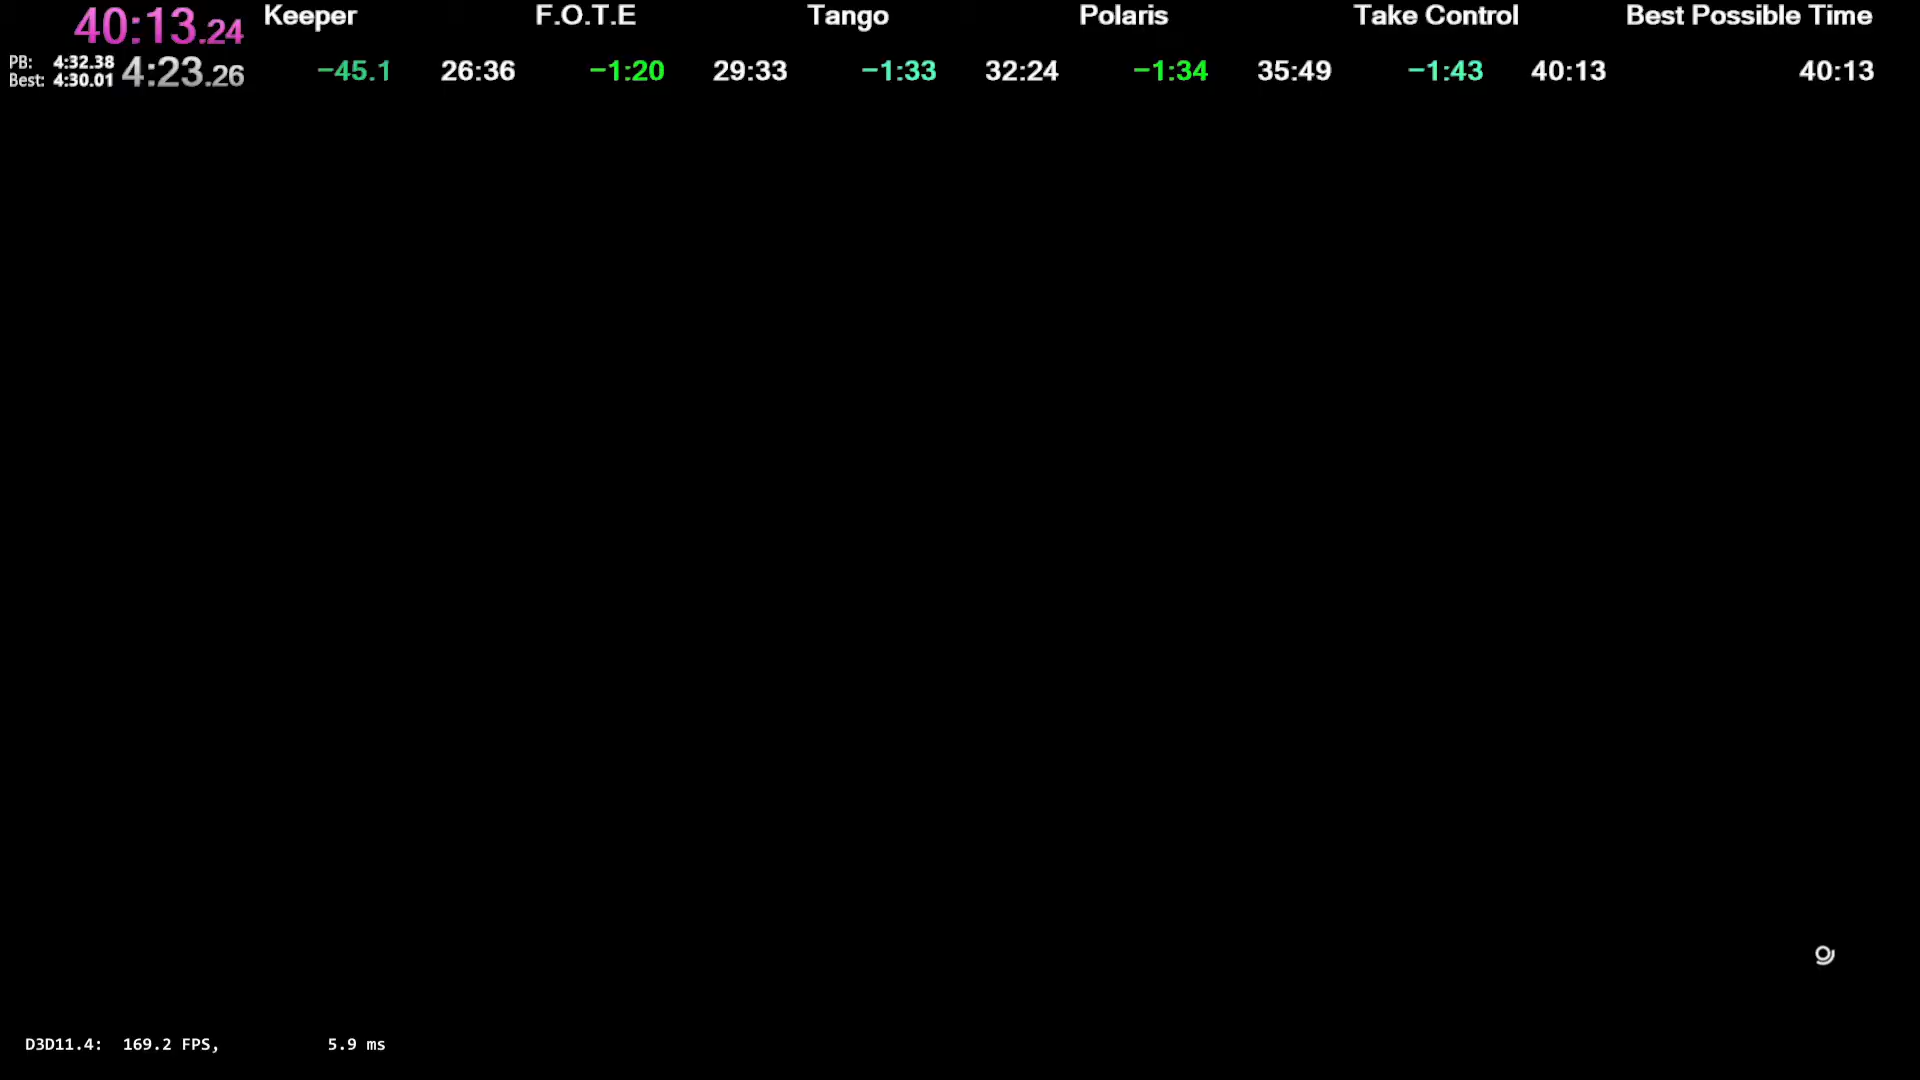 40:13.24 Keeper F.O.T.E Tango Polaris Take Control Best Possible Time
PB: 4:32.38
Best: 4:30.01 4:23.26 −45.1 26:36 −1:20 29:33 −1:33 32:24 −1:34 35:49 −1:43 40:13 40:13
D3D11.4: 169.2 FPS, 5.9 ms